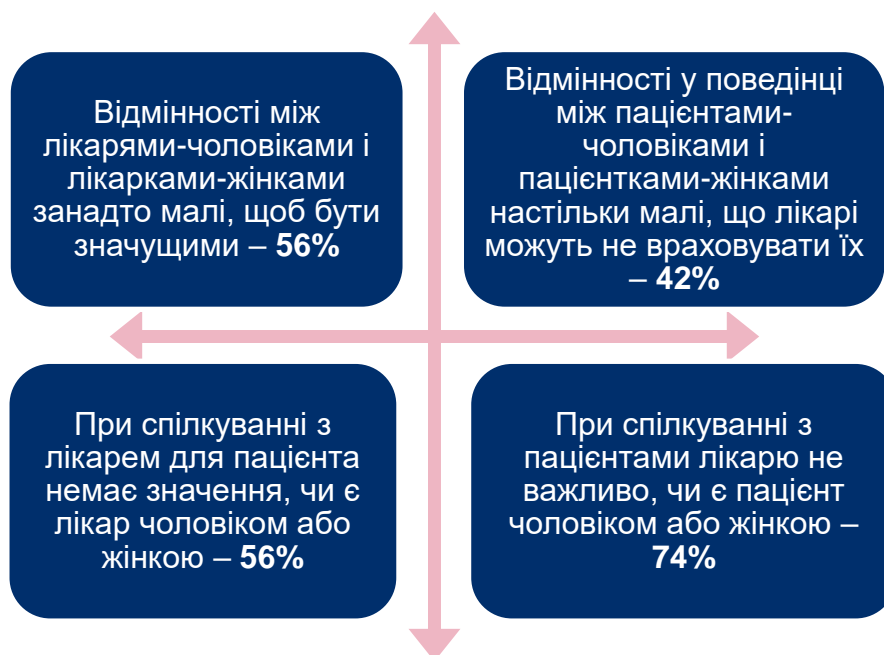 Відмінності між
лікарями-чоловіками і
лікарками-жінками
занадто малі, щоб бути
значущими – 56%
Відмінності у поведінці
між пацієнтами-
чоловіками і
пацієнтками-жінками
настільки малі, що лікарі
можуть не враховувати їх
– 42%
При спілкуванні з
лікарем для пацієнта
немає значення, чи є
лікар чоловіком або
жінкою – 56%
При спілкуванні з
пацієнтами лікарю не
важливо, чи є пацієнт
чоловіком або жінкою –
74%